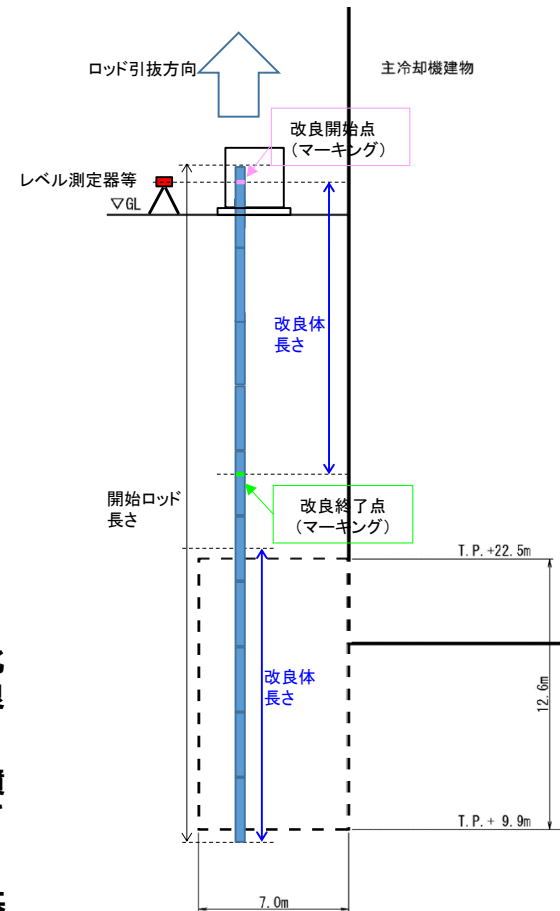 ロッド引抜方向
主冷却機建物
改良開始点
(マーキング)
レベル測定器等
▽GL
改良体
長さ
開始ロッド
長さ
改良終了点
(マーキング)
T.P.+22.5m
改良体
長さ
12.6m
T.P.+ 9.9m
7.0m